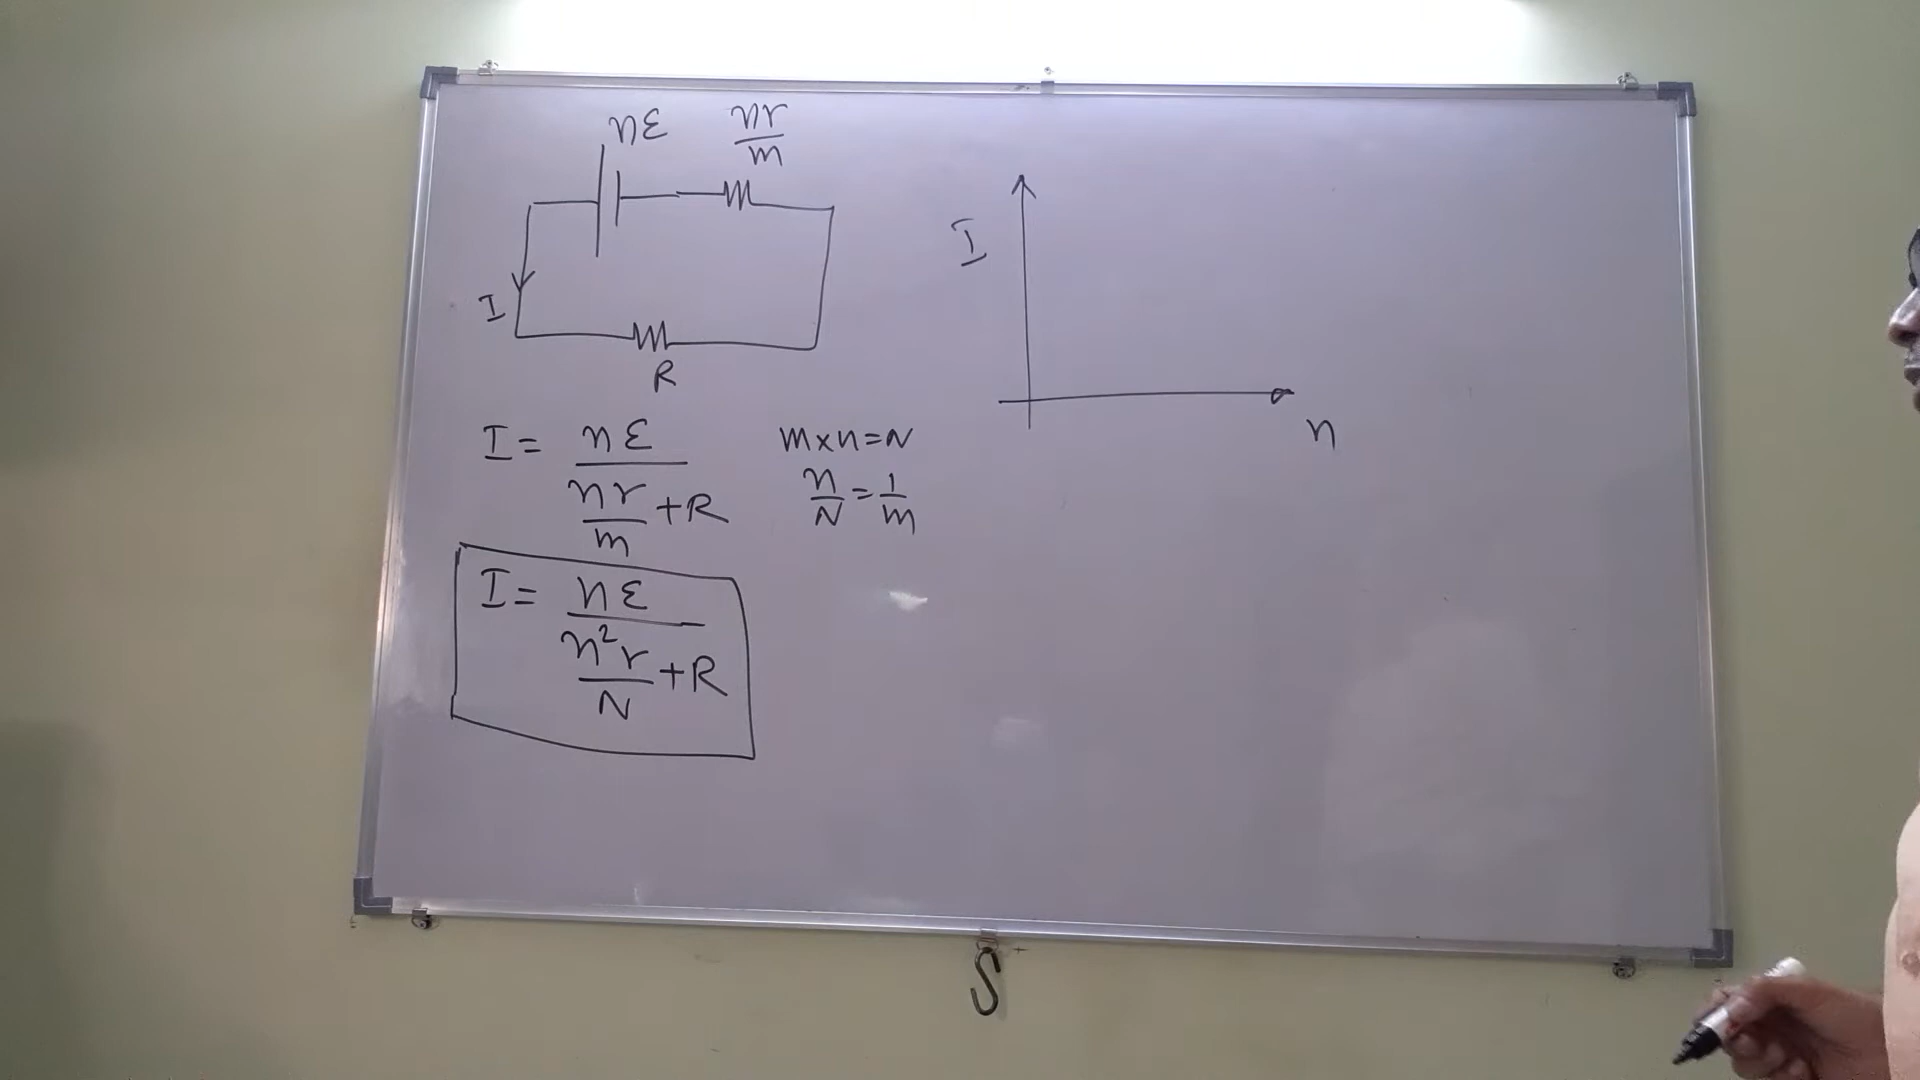 nε
nr/m
I
R
I = nε / (nr/m + R)
m×n=N
n/N = 1/m
I = nε / (n²r/N + R)
I
n